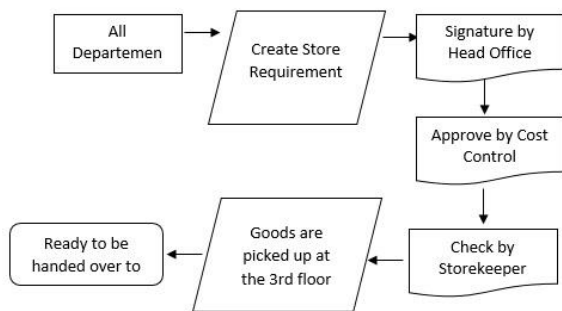 All
Departemen
Create Store
Requirement
Signature by
Head Office
Approve by Cost
Control
Check by
Storekeeper
Goods are
picked up at
the 3rd floor
Ready to be
handed over to